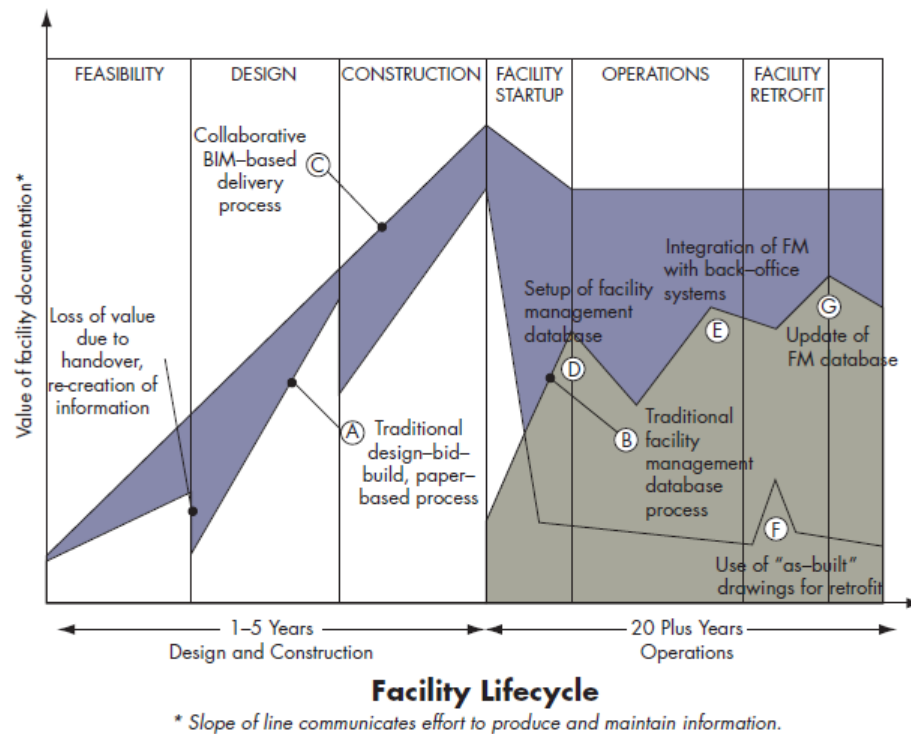 FEASIBILITY
DESIGN
CONSTRUCTION
FACILITY
STARTUP
OPERATIONS
FACILITY
RETROFIT
Value of facility documentation*
Collaborative
BIM–based
delivery
process
C
Loss of value
due to
handover,
re-creation of
information
A
Traditional
design–bid–
build, paper–
based process
Setup of facility
management
database
D
Integration of FM
with back–office
systems
E
G
Update of
FM database
B
Traditional
facility
management
database
process
F
Use of “as–built”
drawings for retrofit
1–5 Years
Design and Construction
20 Plus Years
Operations
Facility Lifecycle
* Slope of line communicates effort to produce and maintain information.